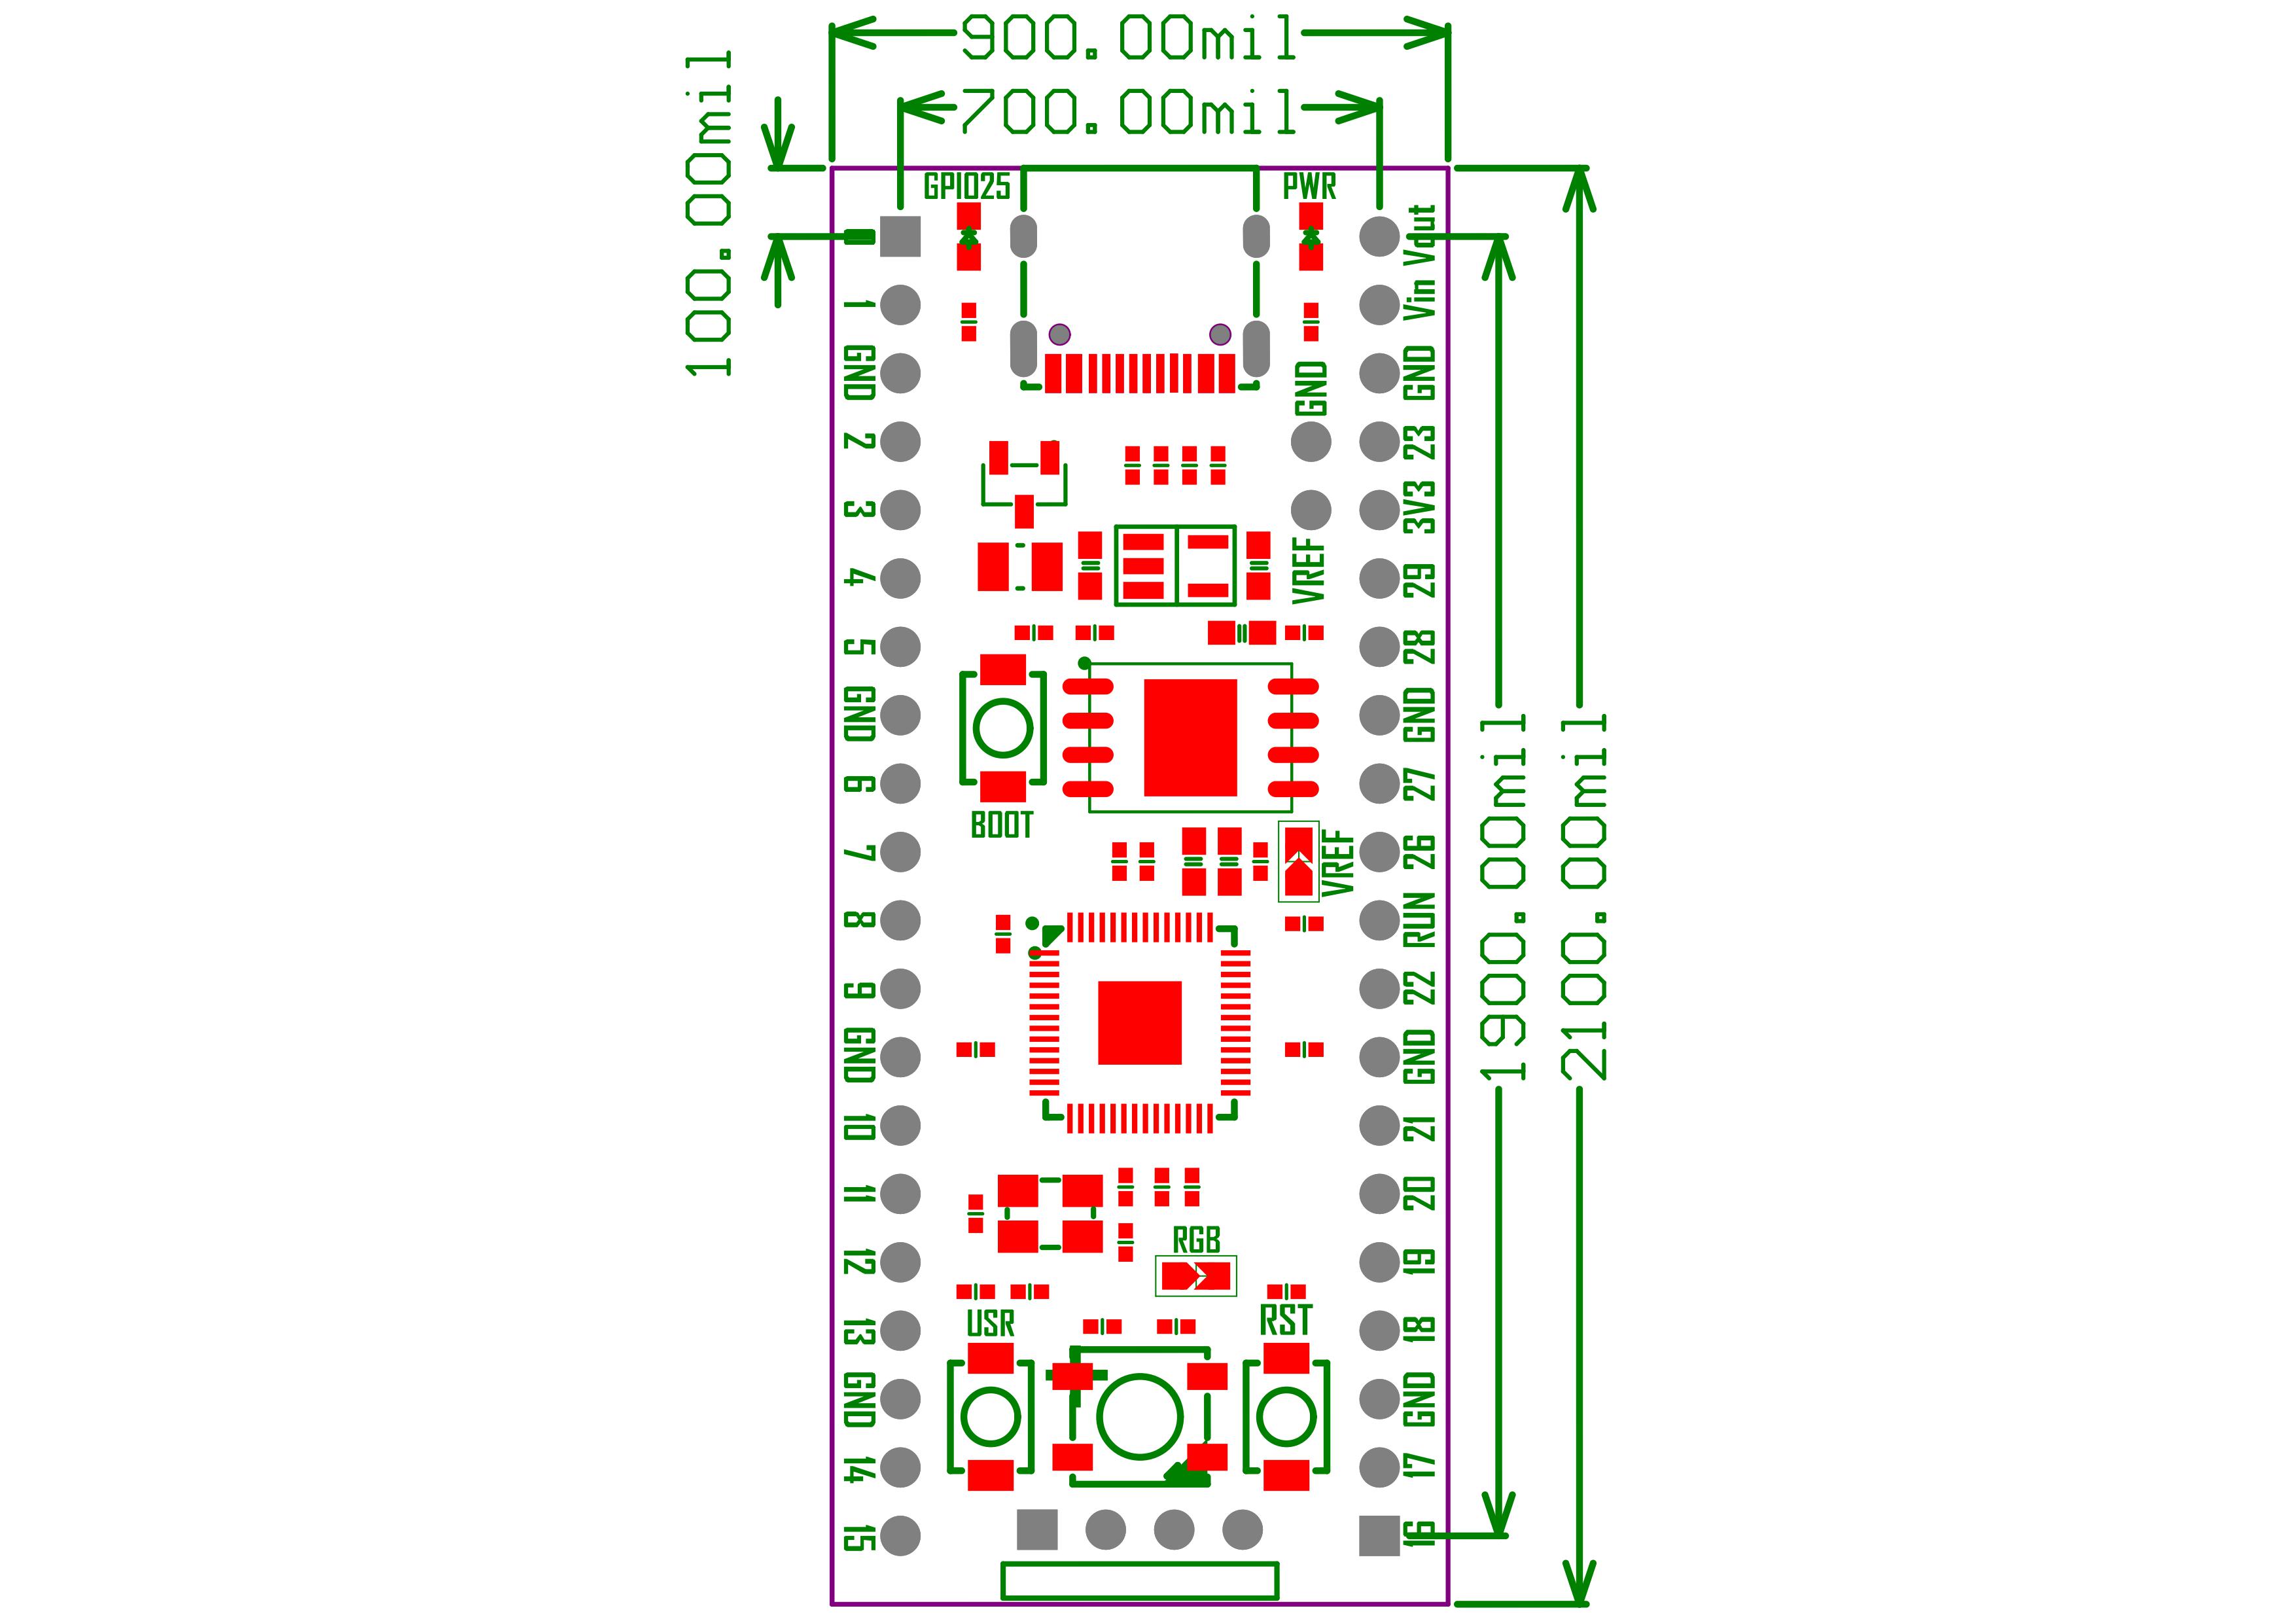 900.00mil
700.00mil
100.00mil
GPIO25
PWR
1
GND
2
3
4
5
GND
6
7
8
9
GND
10
11
12
13
GND
14
15
Vout
Vin
GND
23
3V3
29
28
GND
27
26
RUN
22
GND
21
20
19
18
GND
17
16
GND
VREF
BOOT
VREF
RGB
USR
RST
1900.00mil
2100.00mil